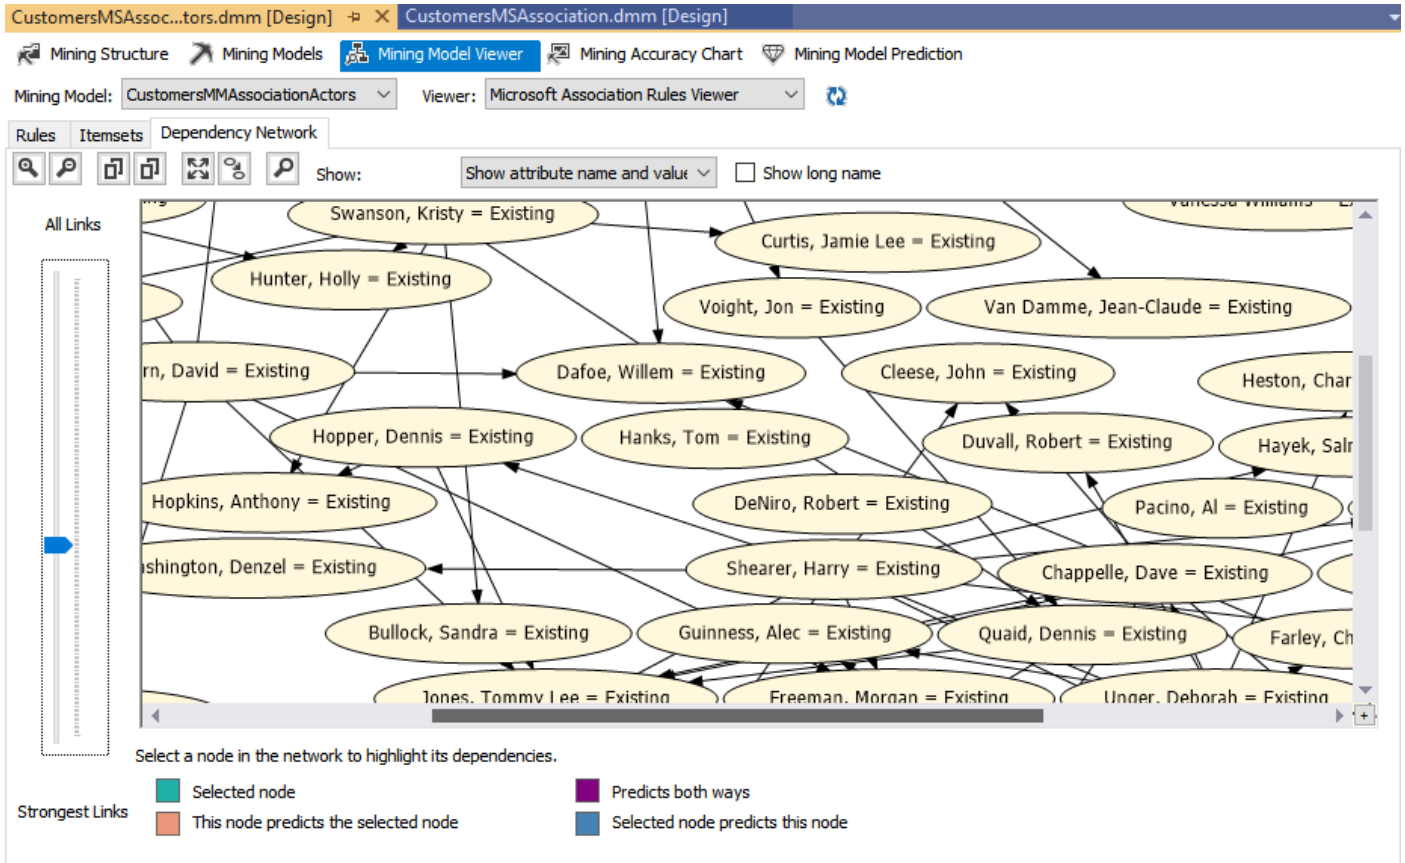 CustomersMSAssoc...tors.dmm [Design] CustomersMSAssociation.dmm [Design]
Mining Structure Mining Models Mining Model Viewer Mining Accuracy Chart Mining Model Prediction
Mining Model: CustomersMMAssociationActors Viewer: Microsoft Association Rules Viewer
Rules Itemsets Dependency Network
Show: Show attribute name and value Show long name
All Links
Swanson, Kristy = Existing
Vanessa Williams
Curtis, Jamie Lee = Existing
Hunter, Holly = Existing
Voight, Jon = Existing
Van Damme, Jean-Claude = Existing
rn, David = Existing
Dafoe, Willem = Existing
Cleese, John = Existing
Heston, Char
Hopper, Dennis = Existing
Hanks, Tom = Existing
Duvall, Robert = Existing
Hayek, Saln
Hopkins, Anthony = Existing
DeNiro, Robert = Existing
Pacino, Al = Existing
shington, Denzel = Existing
Shearer, Harry = Existing
Chappelle, Dave = Existing
Bullock, Sandra = Existing
Guinness, Alec = Existing
Quaid, Dennis = Existing
Farley, Ch
Jones, Tommy Lee = Existing
Freeman, Morgan = Existing
Unger, Deborah = Existing
Select a node in the network to highlight its dependencies.
Selected node
Predicts both ways
Strongest Links
This node predicts the selected node
Selected node predicts this node